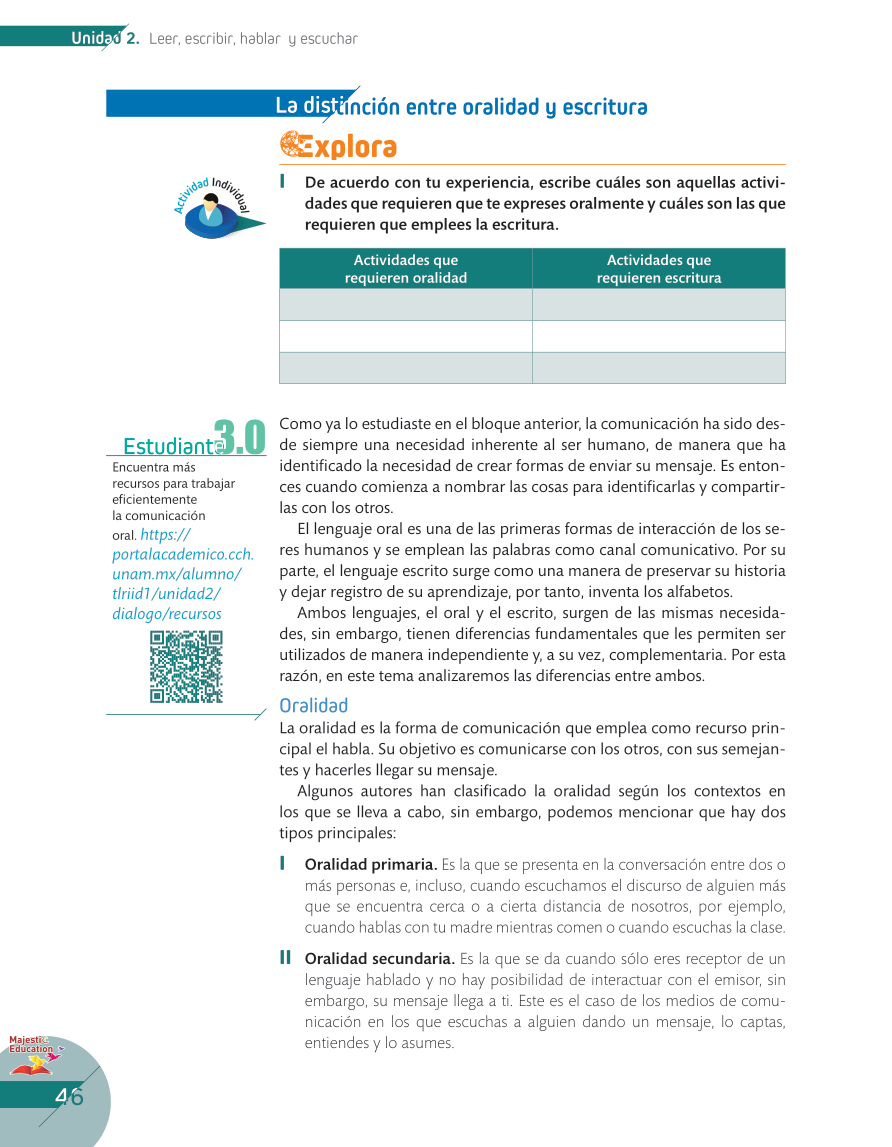 Unidad 2. Leer, escribir, hablar y escuchar
La distinción entre oralidad y escritura
Explora
Actividad Individual
I De acuerdo con tu experiencia, escribe cuáles son aquellas activi-
dades que requieren que te expreses oralmente y cuáles son las que
requieren que emplees la escritura.
Actividades que
requieren oralidad
Actividades que
requieren escritura
Estudiante 3.0
Encuentra más
recursos para trabajar
eficientemente
la comunicación
oral. https://
portalacademico.cch.
unam.mx/alumno/
tlriid1/unidad2/
dialogo/recursos
Como ya lo estudiaste en el bloque anterior, la comunicación ha sido des-
de siempre una necesidad inherente al ser humano, de manera que ha
identificado la necesidad de crear formas de enviar su mensaje. Es enton-
ces cuando comienza a nombrar las cosas para identificarlas y compartir-
las con los otros.
El lenguaje oral es una de las primeras formas de interacción de los se-
res humanos y se emplean las palabras como canal comunicativo. Por su
parte, el lenguaje escrito surge como una manera de preservar su historia
y dejar registro de su aprendizaje, por tanto, inventa los alfabetos.
Ambos lenguajes, el oral y el escrito, surgen de las mismas necesida-
des, sin embargo, tienen diferencias fundamentales que les permiten ser
utilizados de manera independiente y, a su vez, complementaria. Por esta
razón, en este tema analizaremos las diferencias entre ambos.
Oralidad
La oralidad es la forma de comunicación que emplea como recurso prin-
cipal el habla. Su objetivo es comunicarse con los otros, con sus semejan-
tes y hacerles llegar su mensaje.
Algunos autores han clasificado la oralidad según los contextos en
los que se lleva a cabo, sin embargo, podemos mencionar que hay dos
tipos principales:
I Oralidad primaria. Es la que se presenta en la conversación entre dos o
más personas e, incluso, cuando escuchamos el discurso de alguien más
que se encuentra cerca o a cierta distancia de nosotros, por ejemplo,
cuando hablas con tu madre mientras comen o cuando escuchas la clase.
II Oralidad secundaria. Es la que se da cuando sólo eres receptor de un
lenguaje hablado y no hay posibilidad de interactuar con el emisor, sin
embargo, su mensaje llega a ti. Este es el caso de los medios de comu-
nicación en los que escuchas a alguien dando un mensaje, lo captas,
entiendes y lo asumes.
Majestic
Education
46